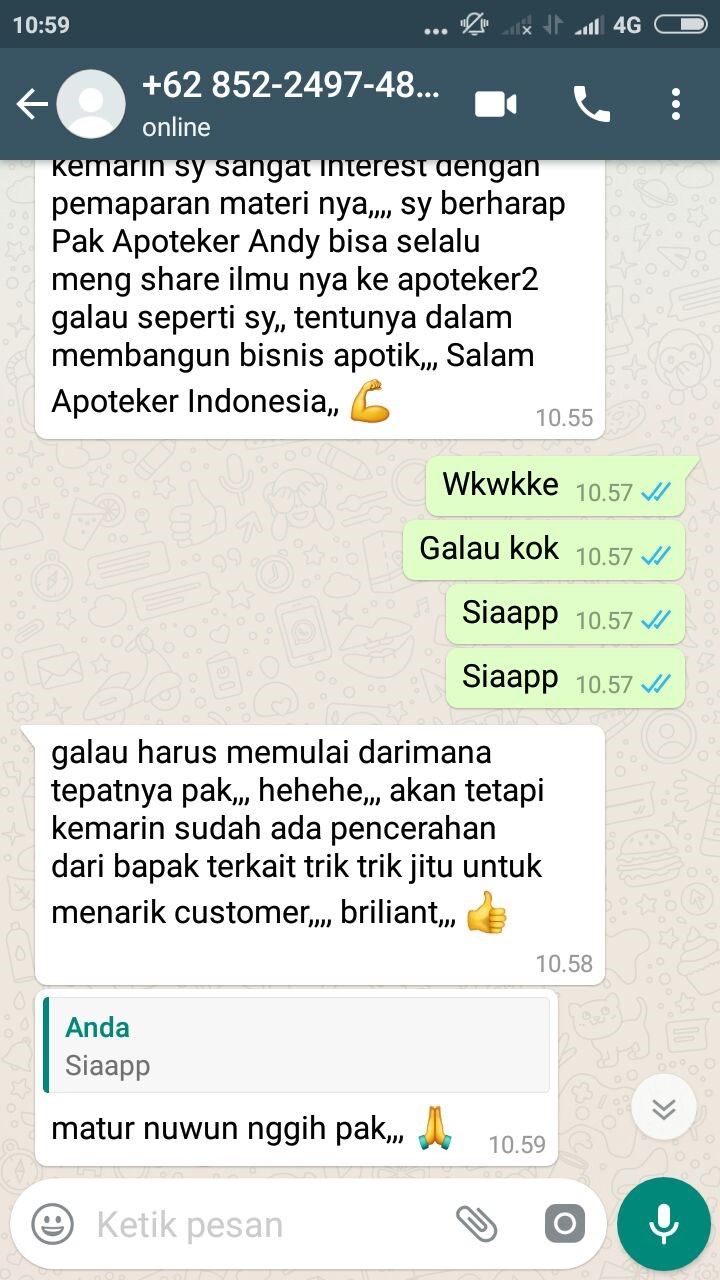 10:59
4G
+62 852-2497-48...
online
kemarin sy sangat interest dengan
pemaparan materi nya,,,, sy berharap
Pak Apoteker Andy bisa selalu
meng share ilmu nya ke apoteker2
galau seperti sy,, tentunya dalam
membangun bisnis apotik,,, Salam
Apoteker Indonesia,, 💪
10.55
Wkwkke 10.57
Galau kok 10.57
Siaapp 10.57
Siaapp 10.57
galau harus memulai darimana
tepatnya pak,,, hehehe,,, akan tetapi
kemarin sudah ada pencerahan
dari bapak terkait trik trik jitu untuk
menarik customer,,,, briliant,,, 👍
10.58
Anda
Siaapp
matur nuwun nggih pak,,, 🙏 10.59
Ketik pesan